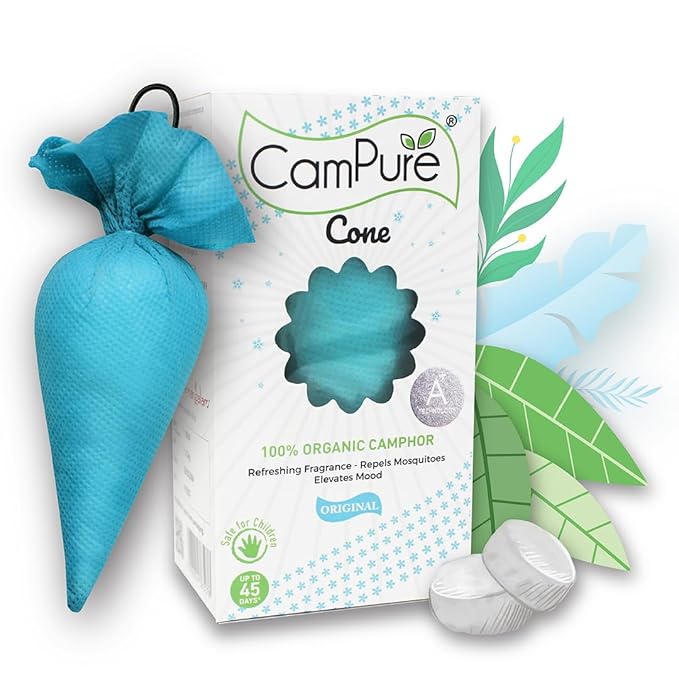 CamPure®
Cone
A+
TECHNOLOGY
100% ORGANIC CAMPHOR
Refreshing Fragrance - Repels Mosquitoes
Elevates Mood
ORIGINAL
Safe for Children
UP TO
45
DAYS*